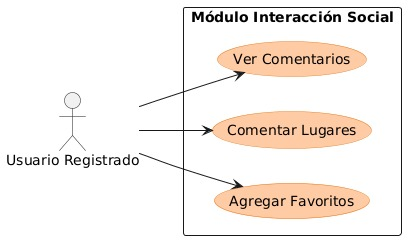 Módulo Interacción Social
Ver Comentarios
Comentar Lugares
Usuario Registrado
Agregar Favoritos